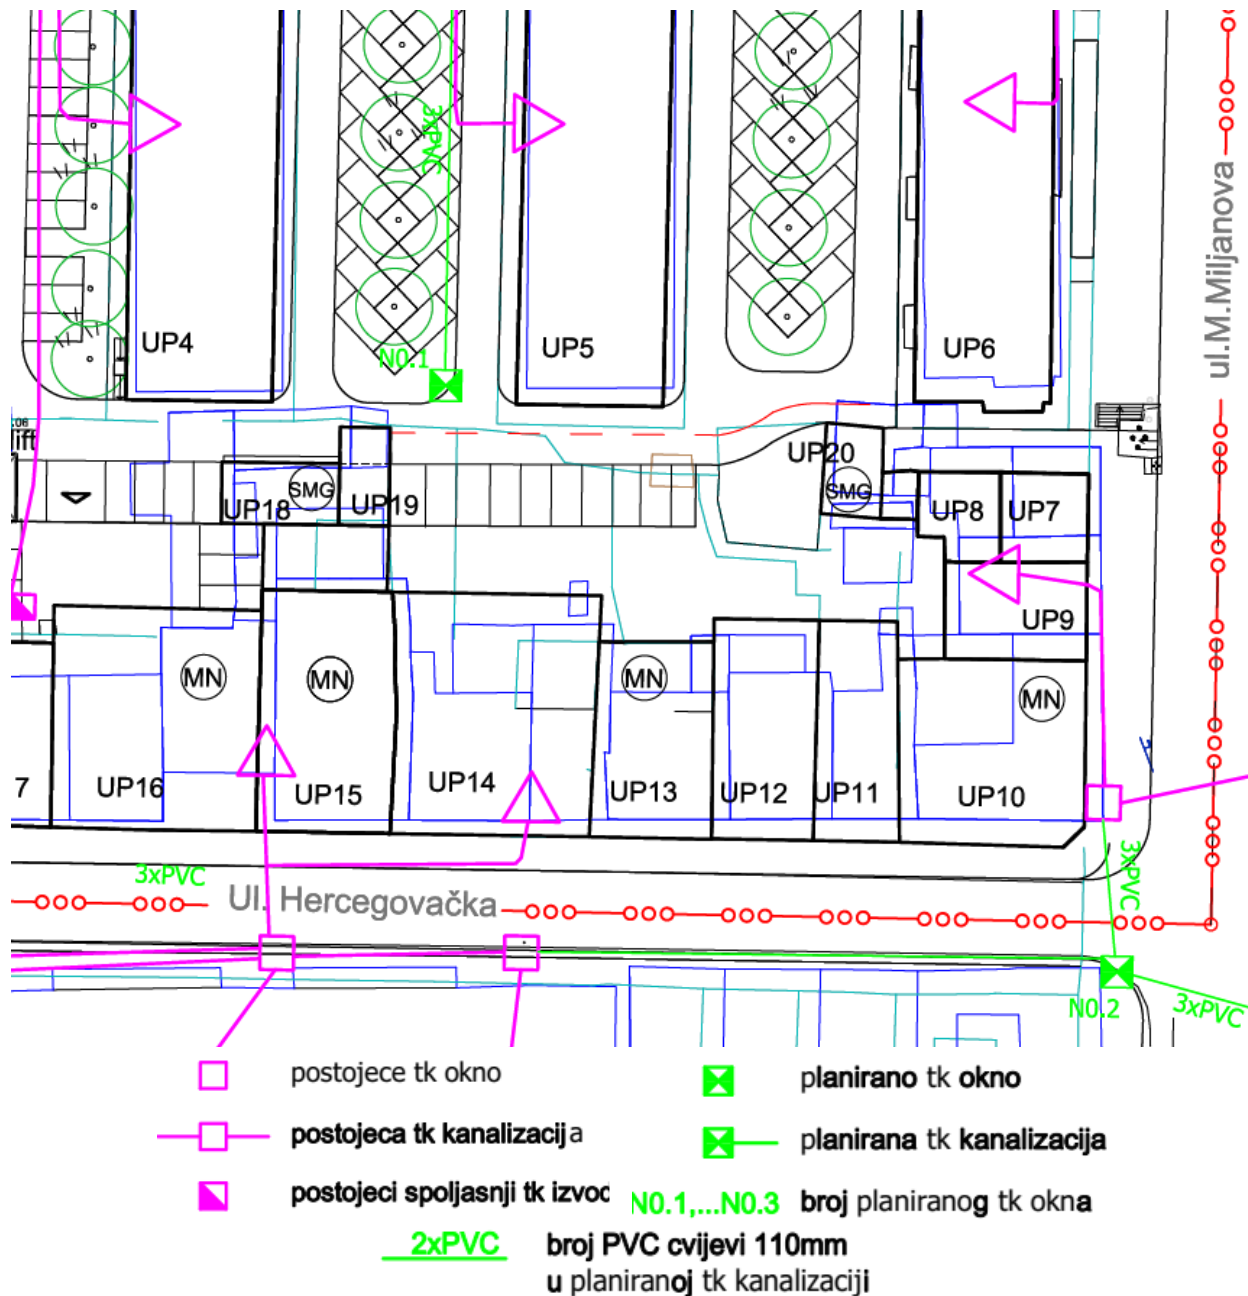 3xPVC
ul.M.Miljanova
UP4
N0.1
UP5
UP6
.06
lift
UP20
UP18
SMG
UP19
SMG
UP8
UP7
UP9
MN
MN
MN
MN
7
UP16
UP15
UP14
UP13
UP12
UP11
UP10
3xPVC
3xPVC
Ul. Hercegovačka
N0.2
3xPVC
postojece tk okno
planirano tk okno
postojeca tk kanalizacija
planirana tk kanalizacija
postojeci spoljasnji tk izvod
N0.1,...N0.3 broj planiranog tk okna
2xPVC broj PVC cvijevi 110mm
u planiranoj tk kanalizaciji